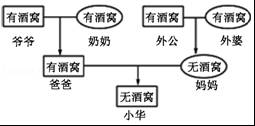 有酒窝 有酒窝 有酒窝 有酒窝
爷爷 奶奶 外公 外婆
有酒窝 无酒窝
爸爸 无酒窝 妈妈
小华